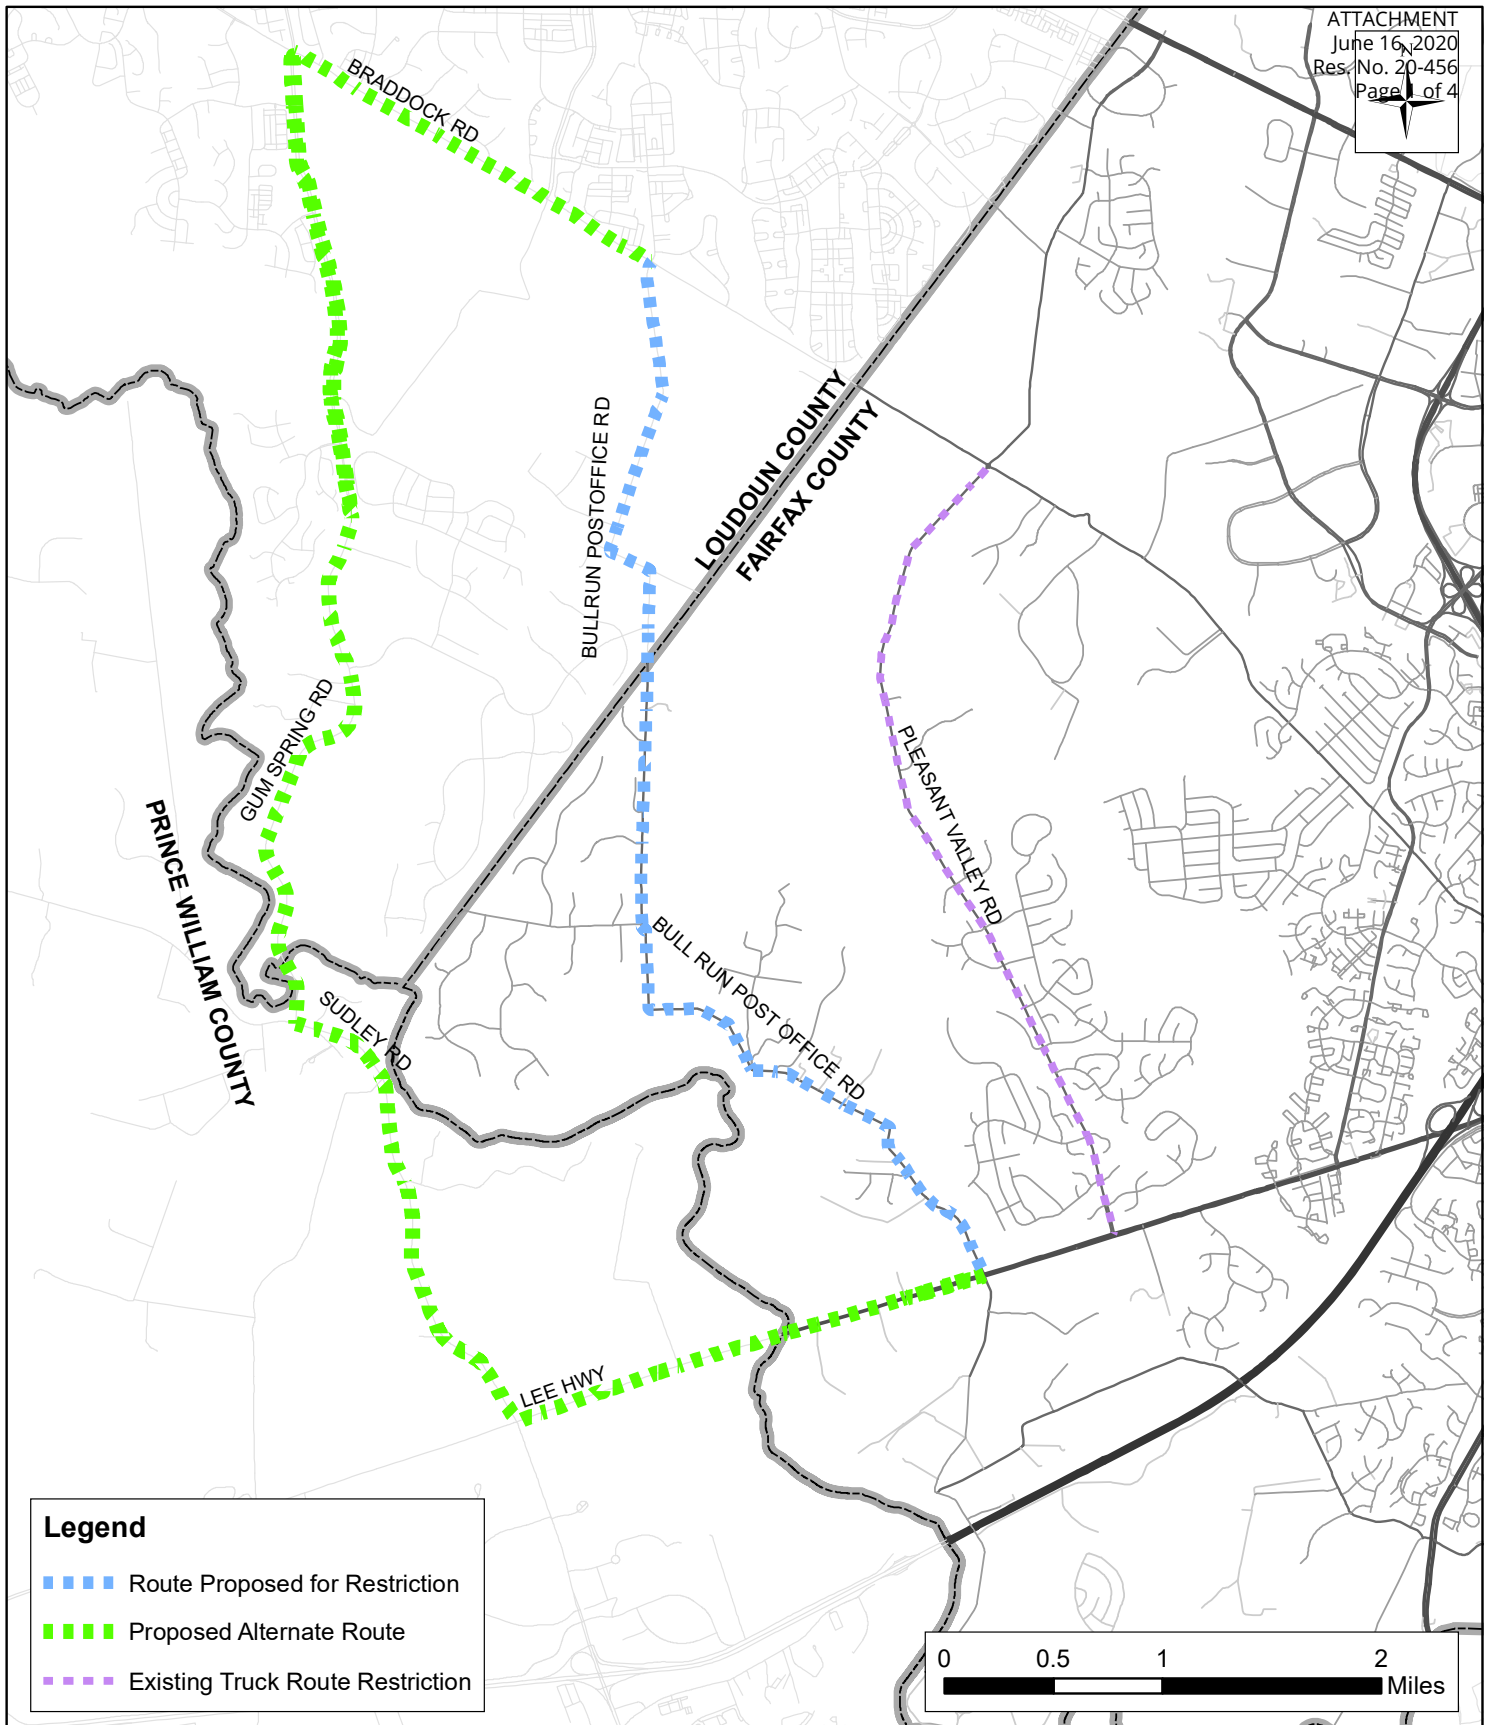 ATTACHMENT
June 16, 2020
Res. No. 20-456
Page 1 of 4
N
BRADDOCK RD
BULLRUN POSTOFFICE RD
LOUDOUN COUNTY
FAIRFAX COUNTY
GUM SPRING RD
PLEASANT VALLEY RD
PRINCE WILLIAM COUNTY
BULL RUN POST OFFICE RD
SUDLEY RD
LEE HWY
Legend
Route Proposed for Restriction
Proposed Alternate Route
Existing Truck Route Restriction
0 0.5 1 2
Miles